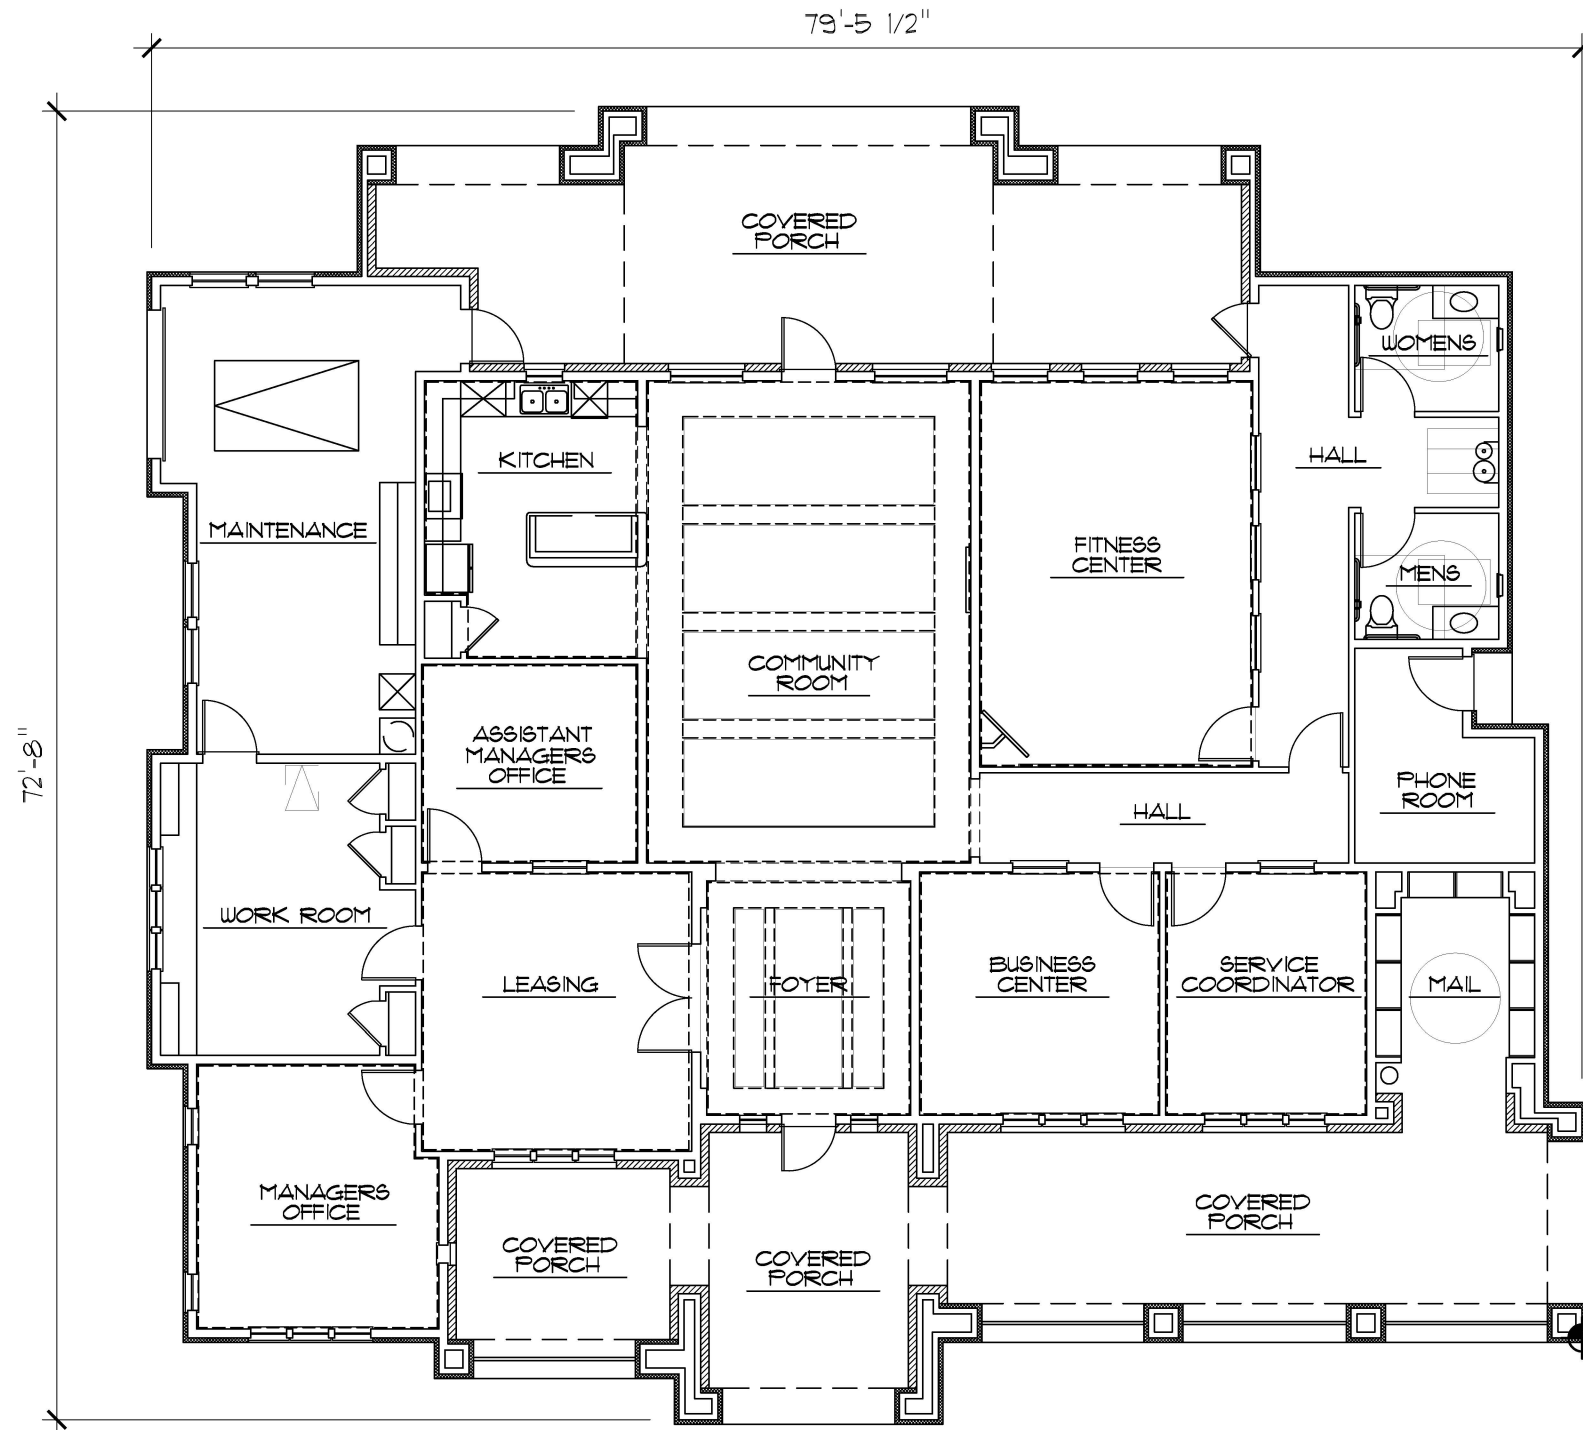 79'-5 1/2"
COVERED
PORCH
WOMENS
KITCHEN
HALL
MAINTENANCE
FITNESS
CENTER
MENS
COMMUNITY
ROOM
ASSISTANT
MANAGERS
OFFICE
72'-8"
PHONE
ROOM
HALL
WORK ROOM
LEASING
FOYER
BUSINESS
CENTER
SERVICE
COORDINATOR
MAIL
MANAGERS
OFFICE
COVERED
PORCH
COVERED
PORCH
COVERED
PORCH